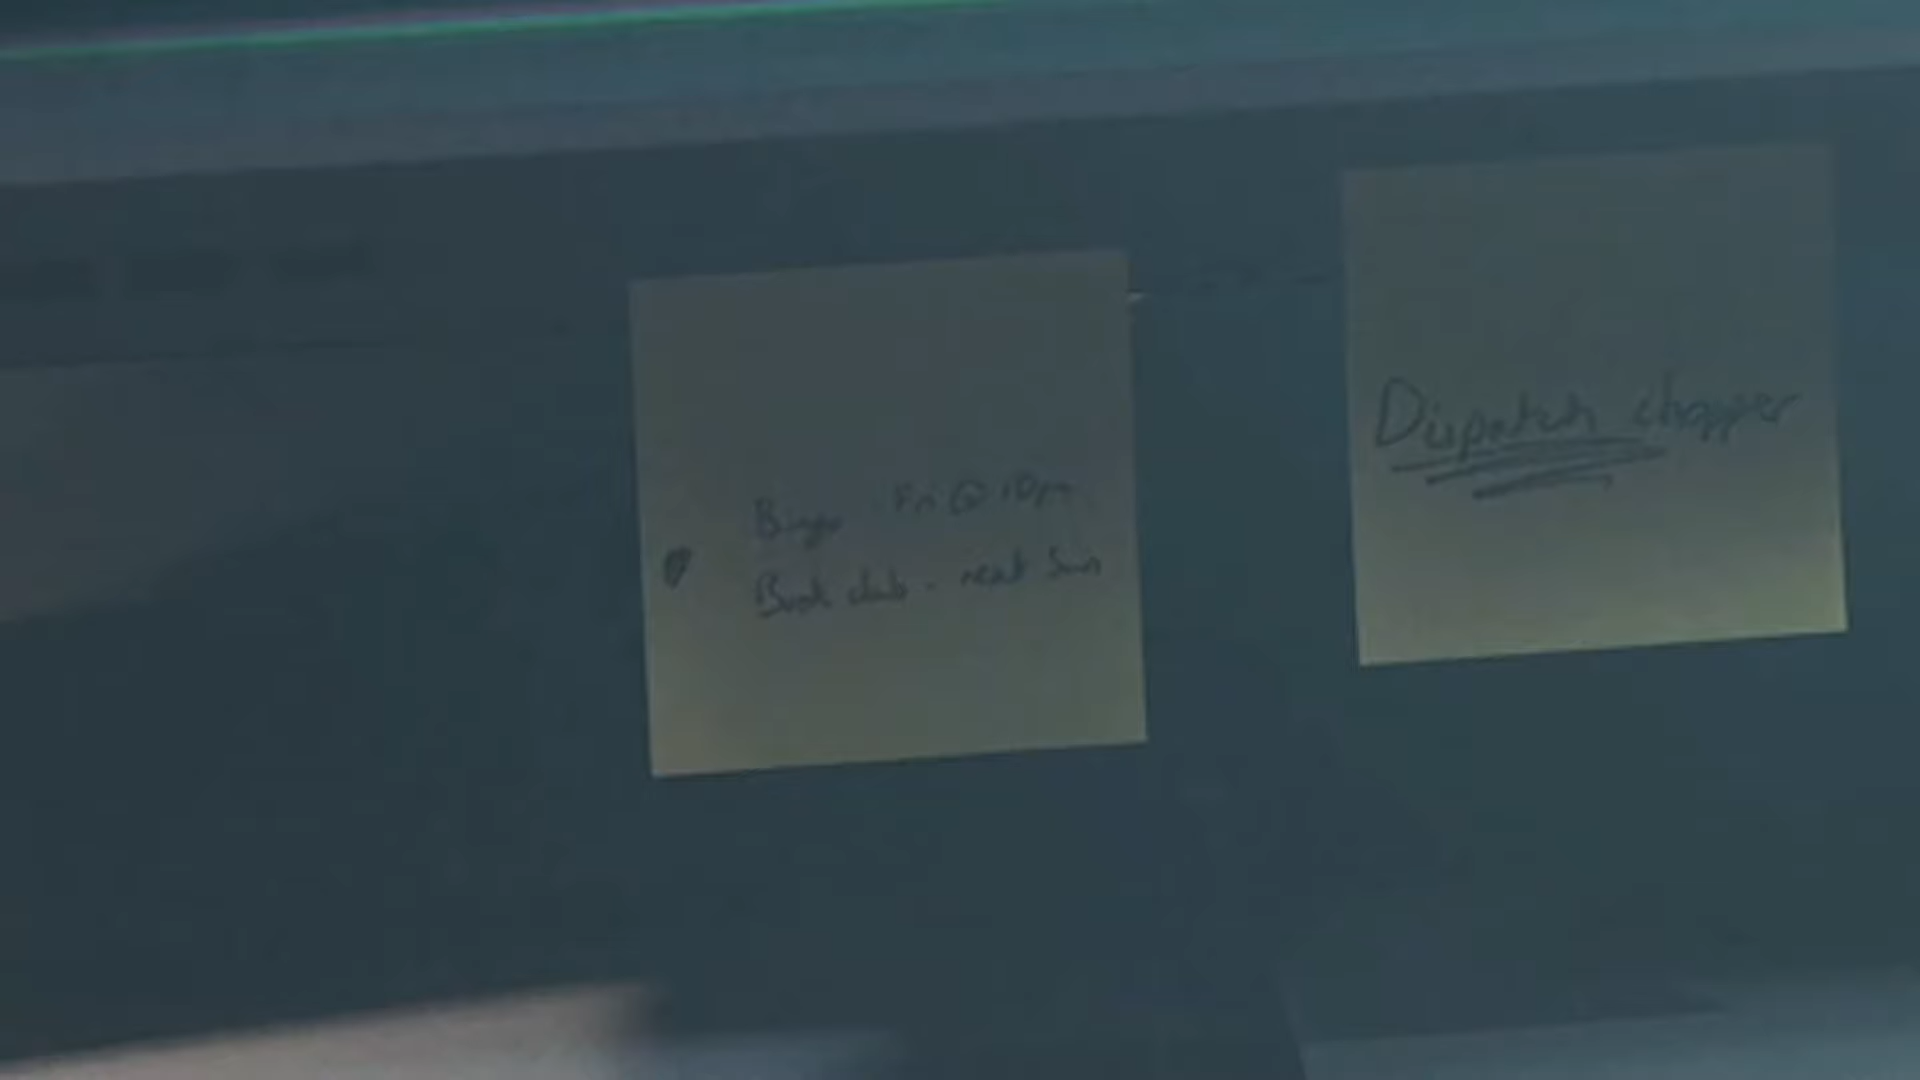 Bingo Fri @ 10pm
Book club - next Sun
Dispatch chopper